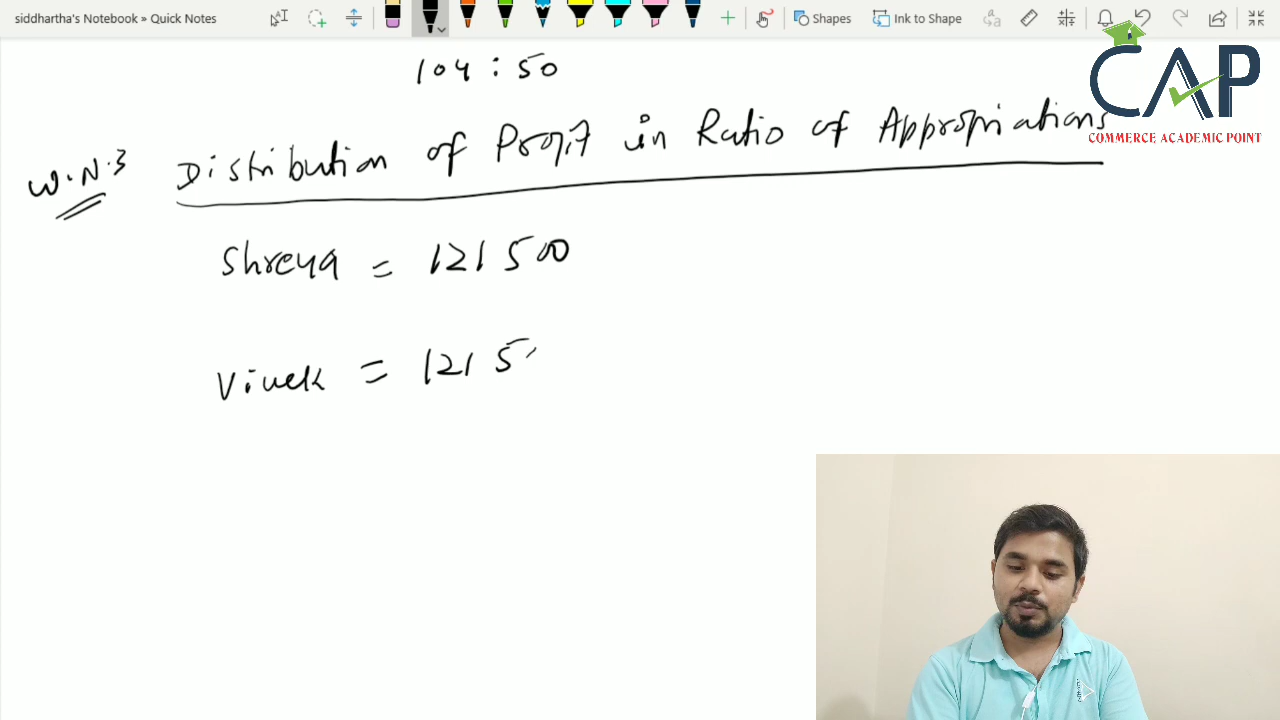 siddhartha's Notebook » Quick Notes
Shapes
Ink to Shape
CAP
COMMERCE ACADEMIC POINT
104 : 50
W.N.3 Distribution of Profit in Ratio of Appropriations
Shreya = 121500
Vivek = 1215